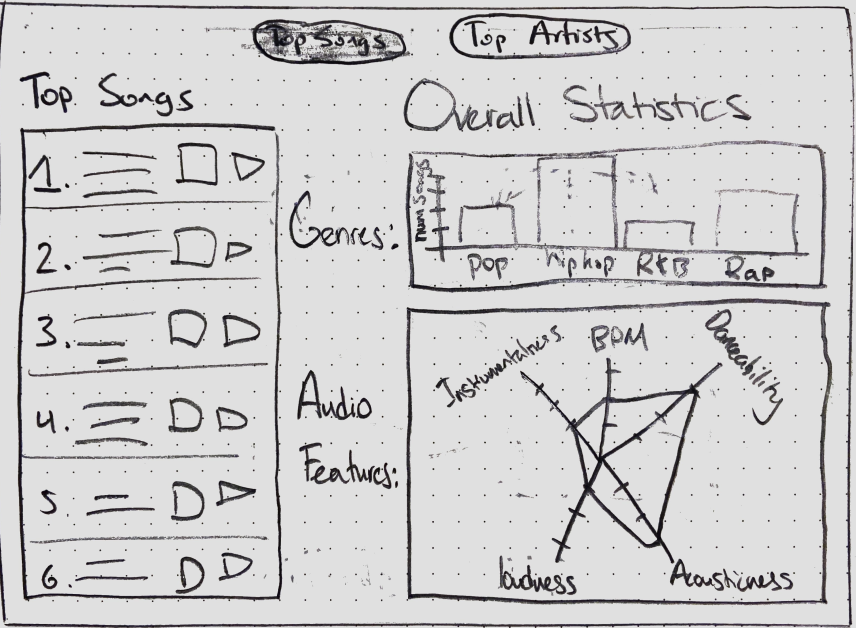 Top Songs
Top Artists
Top Songs
1.
2.
3.
4.
5
6.
Overall Statistics
Genres:
Num Songs
pop
hiphop
R&B
Rap
Audio
Features:
Instrumentalness
BPM
Danceability
loudness
Acousticness